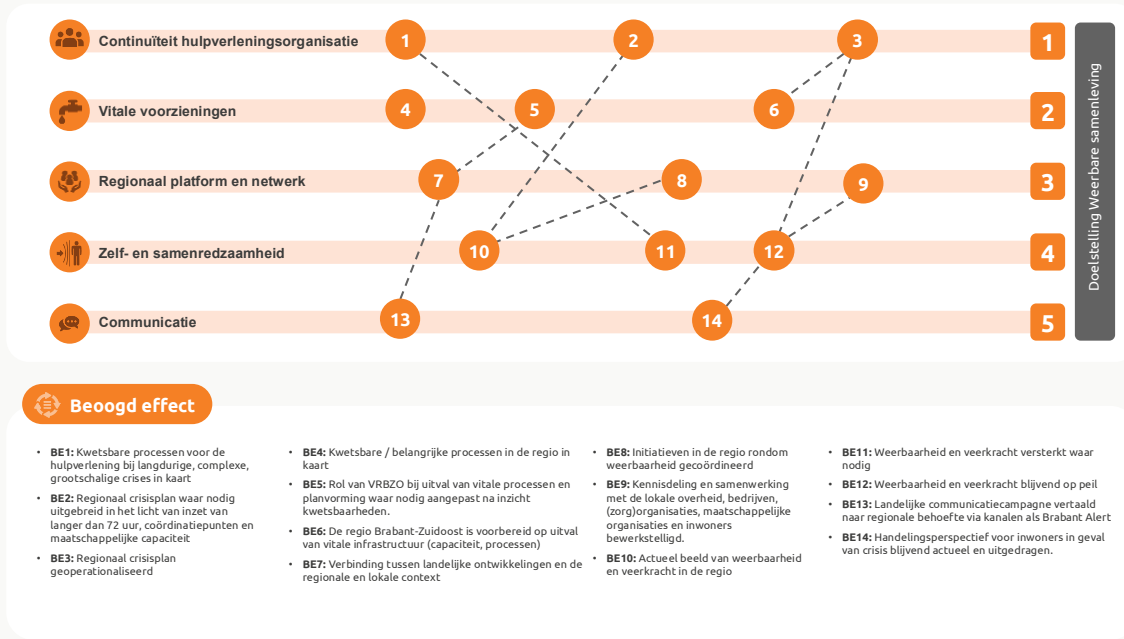 Continuïteit hulpverleningsorganisatie 1 2 3 1
Vitale voorzieningen 4 5 6 2
Regionaal platform en netwerk 7 8 9 3
Zelf- en samenredzaamheid 10 11 12 4
Communicatie 13 14 5
Doelstelling Weerbare samenleving
Beoogd effect
• BE1: Kwetsbare processen voor de
hulpverlening bij langdurige, complexe,
grootschalige crises in kaart
• BE2: Regionaal crisisplan waar nodig
uitgebreid in het licht van inzet van
langer dan 72 uur, coördinatiepunten en
maatschappelijke capaciteit
• BE3: Regionaal crisisplan
geoperationaliseerd
• BE4: Kwetsbare / belangrijke processen in de regio in
kaart
• BE5: Rol van VRBZO bij uitval van vitale processen en
planvorming waar nodig aangepast na inzicht
kwetsbaarheden.
• BE6: De regio Brabant-Zuidoost is voorbereid op uitval
van vitale infrastructuur (capaciteit, processen)
• BE7: Verbinding tussen landelijke ontwikkelingen en de
regionale en lokale context
• BE8: Initiatieven in de regio rondom
weerbaarheid gecoördineerd
• BE9: Kennisdeling en samenwerking
met de lokale overheid, bedrijven,
(zorg)organisaties, maatschappelijke
organisaties en inwoners
bewerkstelligd.
• BE10: Actueel beeld van weerbaarheid
en veerkracht in de regio
• BE11: Weerbaarheid en veerkracht versterkt waar
nodig
• BE12: Weerbaarheid en veerkracht blijvend op peil
• BE13: Landelijke communicatiecampagne vertaald
naar regionale behoefte via kanalen als Brabant Alert
• BE14: Handelingsperspectief voor inwoners in geval
van crisis blijvend actueel en uitgedragen.